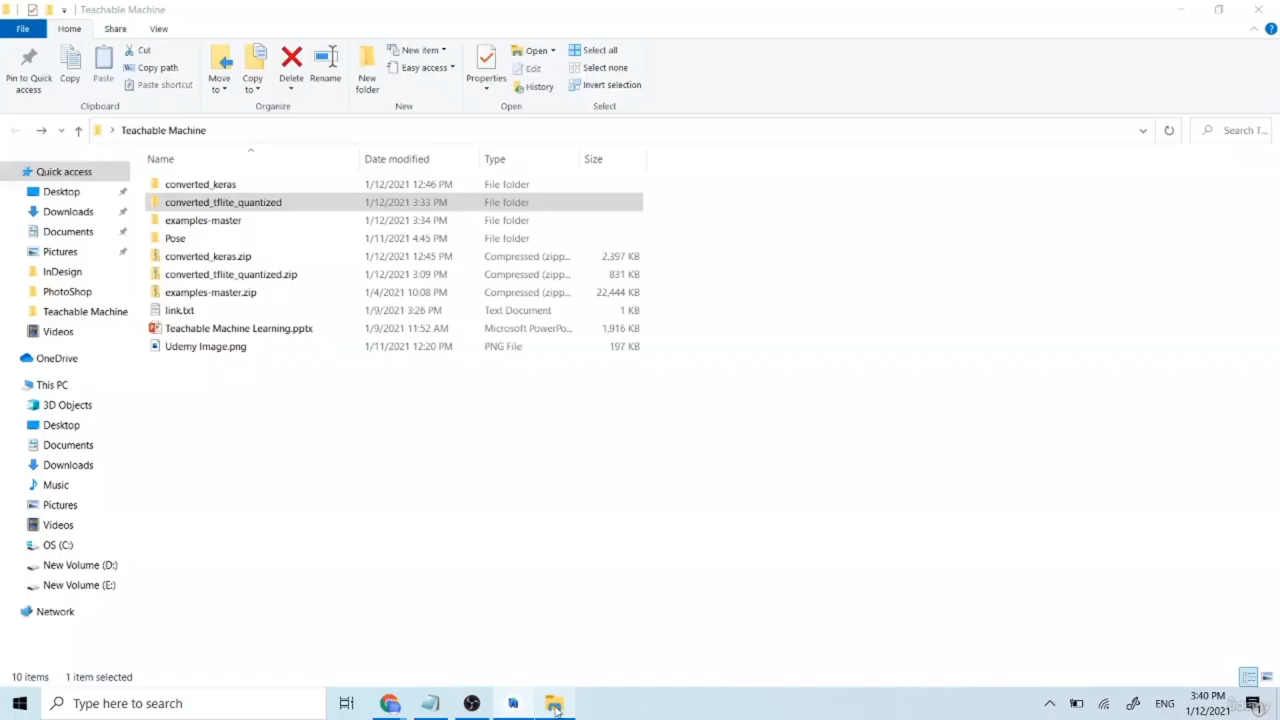 Teachable Machine
File Home Share View
Pin to Quick access
Copy
Paste
Cut
Copy path
Paste shortcut
Clipboard
Move to
Copy to
Delete
Rename
Organize
New folder
New item
Easy access
New
Properties
Open
Edit
History
Open
Select all
Select none
Invert selection
Select
Teachable Machine
Search T...
Name Date modified Type Size
converted_keras 1/12/2021 12:46 PM File folder
converted_tflite_quantized 1/12/2021 3:33 PM File folder
examples-master 1/12/2021 3:34 PM File folder
Pose 1/11/2021 4:45 PM File folder
converted_keras.zip 1/12/2021 12:45 PM Compressed (zipp... 2,397 KB
converted_tflite_quantized.zip 1/12/2021 3:09 PM Compressed (zipp... 831 KB
examples-master.zip 1/4/2021 10:08 PM Compressed (zipp... 22,444 KB
link.txt 1/9/2021 3:26 PM Text Document 1 KB
Teachable Machine Learning.pptx 1/9/2021 11:52 AM Microsoft PowerPo... 1,916 KB
Udemy Image.png 1/11/2021 12:20 PM PNG File 197 KB
Quick access
Desktop
Downloads
Documents
Pictures
InDesign
PhotoShop
Teachable Machine
Videos
OneDrive
This PC
3D Objects
Desktop
Documents
Downloads
Music
Pictures
Videos
OS (C:)
New Volume (D:)
New Volume (E:)
Network
10 items 1 item selected
Type here to search
ENG
3:40 PM
1/12/2021